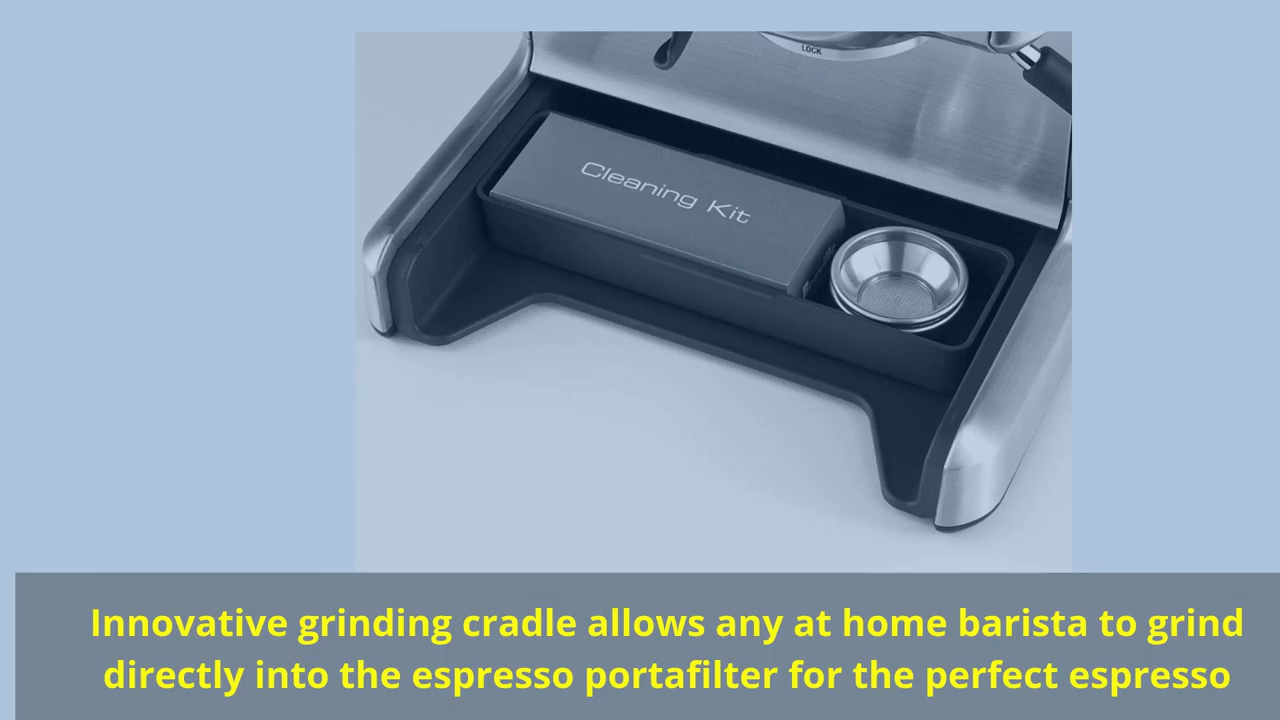 LOCK
Cleaning Kit
Innovative grinding cradle allows any at home barista to grind
directly into the espresso portafilter for the perfect espresso